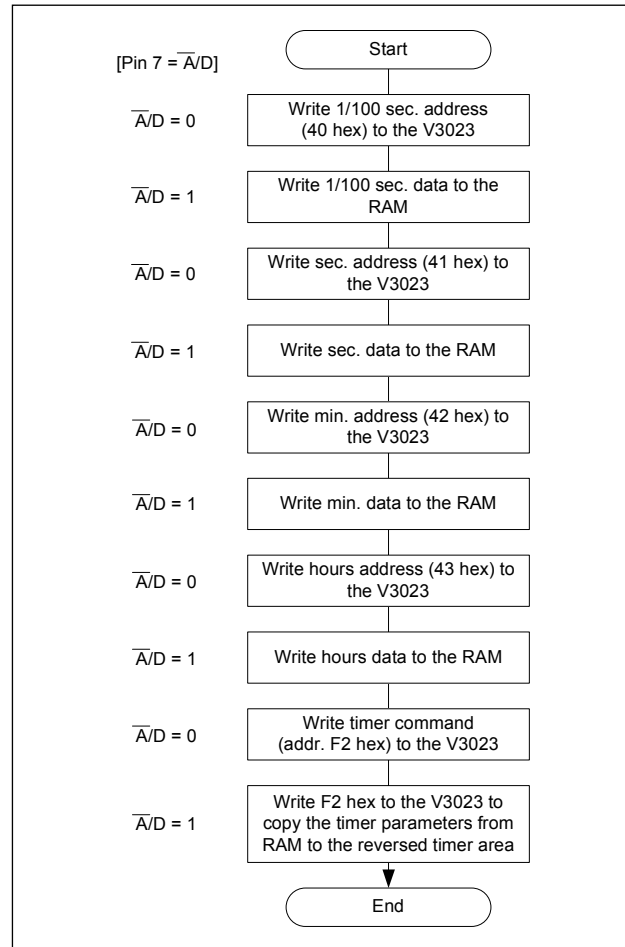 Start
[Pin 7 = A̅/D]
A̅/D = 0
Write 1/100 sec. address
(40 hex) to the V3023
A̅/D = 1
Write 1/100 sec. data to the
RAM
A̅/D = 0
Write sec. address (41 hex) to
the V3023
A̅/D = 1
Write sec. data to the RAM
A̅/D = 0
Write min. address (42 hex) to
the V3023
A̅/D = 1
Write min. data to the RAM
A̅/D = 0
Write hours address (43 hex) to
the V3023
A̅/D = 1
Write hours data to the RAM
A̅/D = 0
Write timer command
(addr. F2 hex) to the V3023
A̅/D = 1
Write F2 hex to the V3023 to
copy the timer parameters from
RAM to the reversed timer area
End